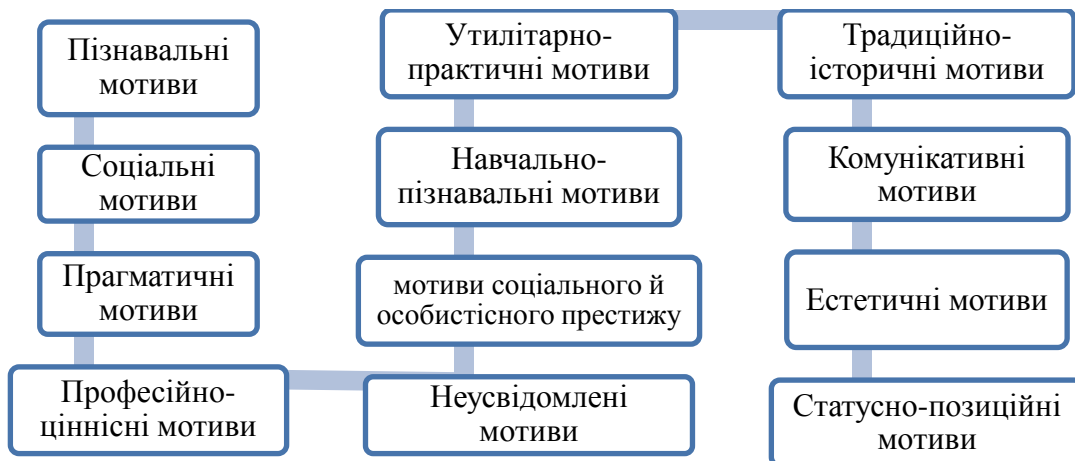 Пізнавальні
мотиви
Соціальні
мотиви
Прагматичні
мотиви
Професійно-
ціннісні мотиви
Неусвідомлені
мотиви
мотиви соціального й
особистісного престижу
Навчально-
пізнавальні мотиви
Утилітарно-
практичні мотиви
Традиційно-
історичні мотиви
Комунікативні
мотиви
Естетичні мотиви
Статусно-позиційні
мотиви